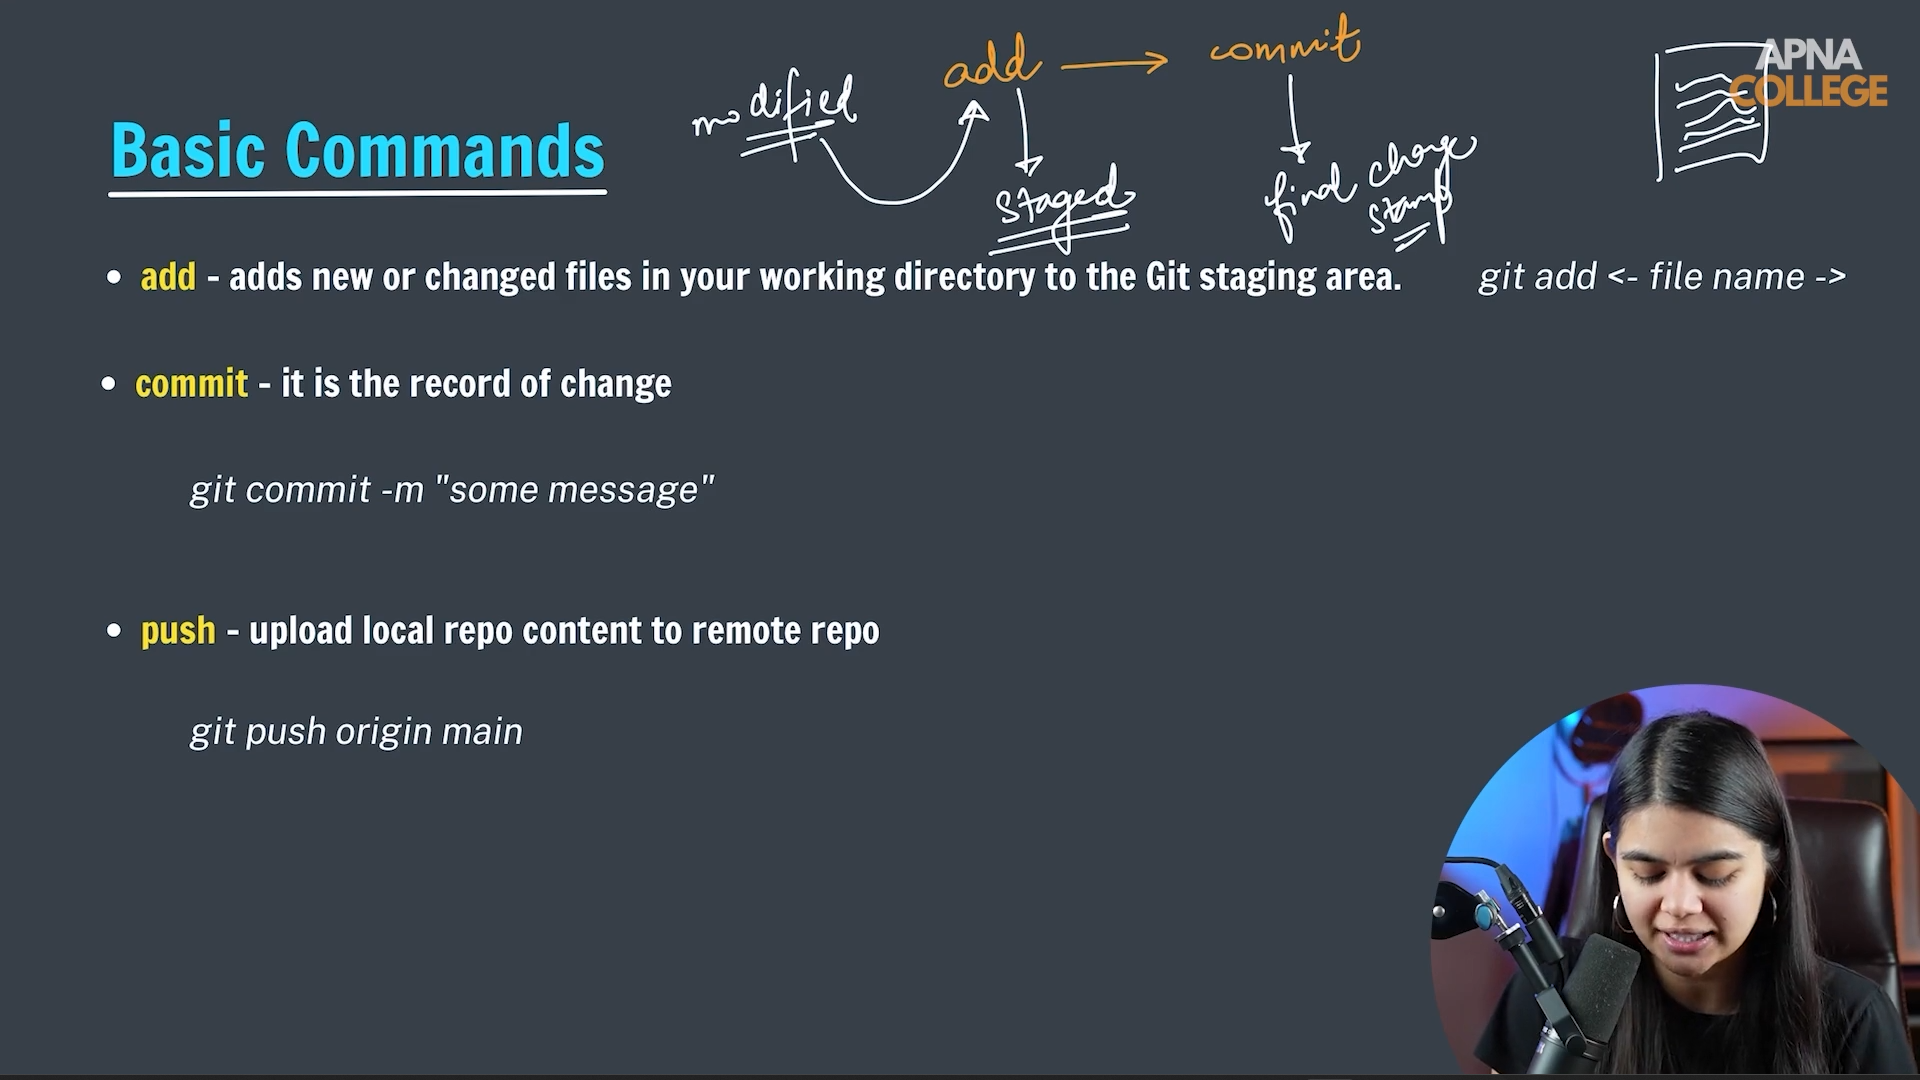 add → commit
modified
APNA
COLLEGE
Basic Commands
staged
find change
stamp
• add - adds new or changed files in your working directory to the Git staging area. git add <- file name ->
• commit - it is the record of change
git commit -m "some message"
• push - upload local repo content to remote repo
git push origin main